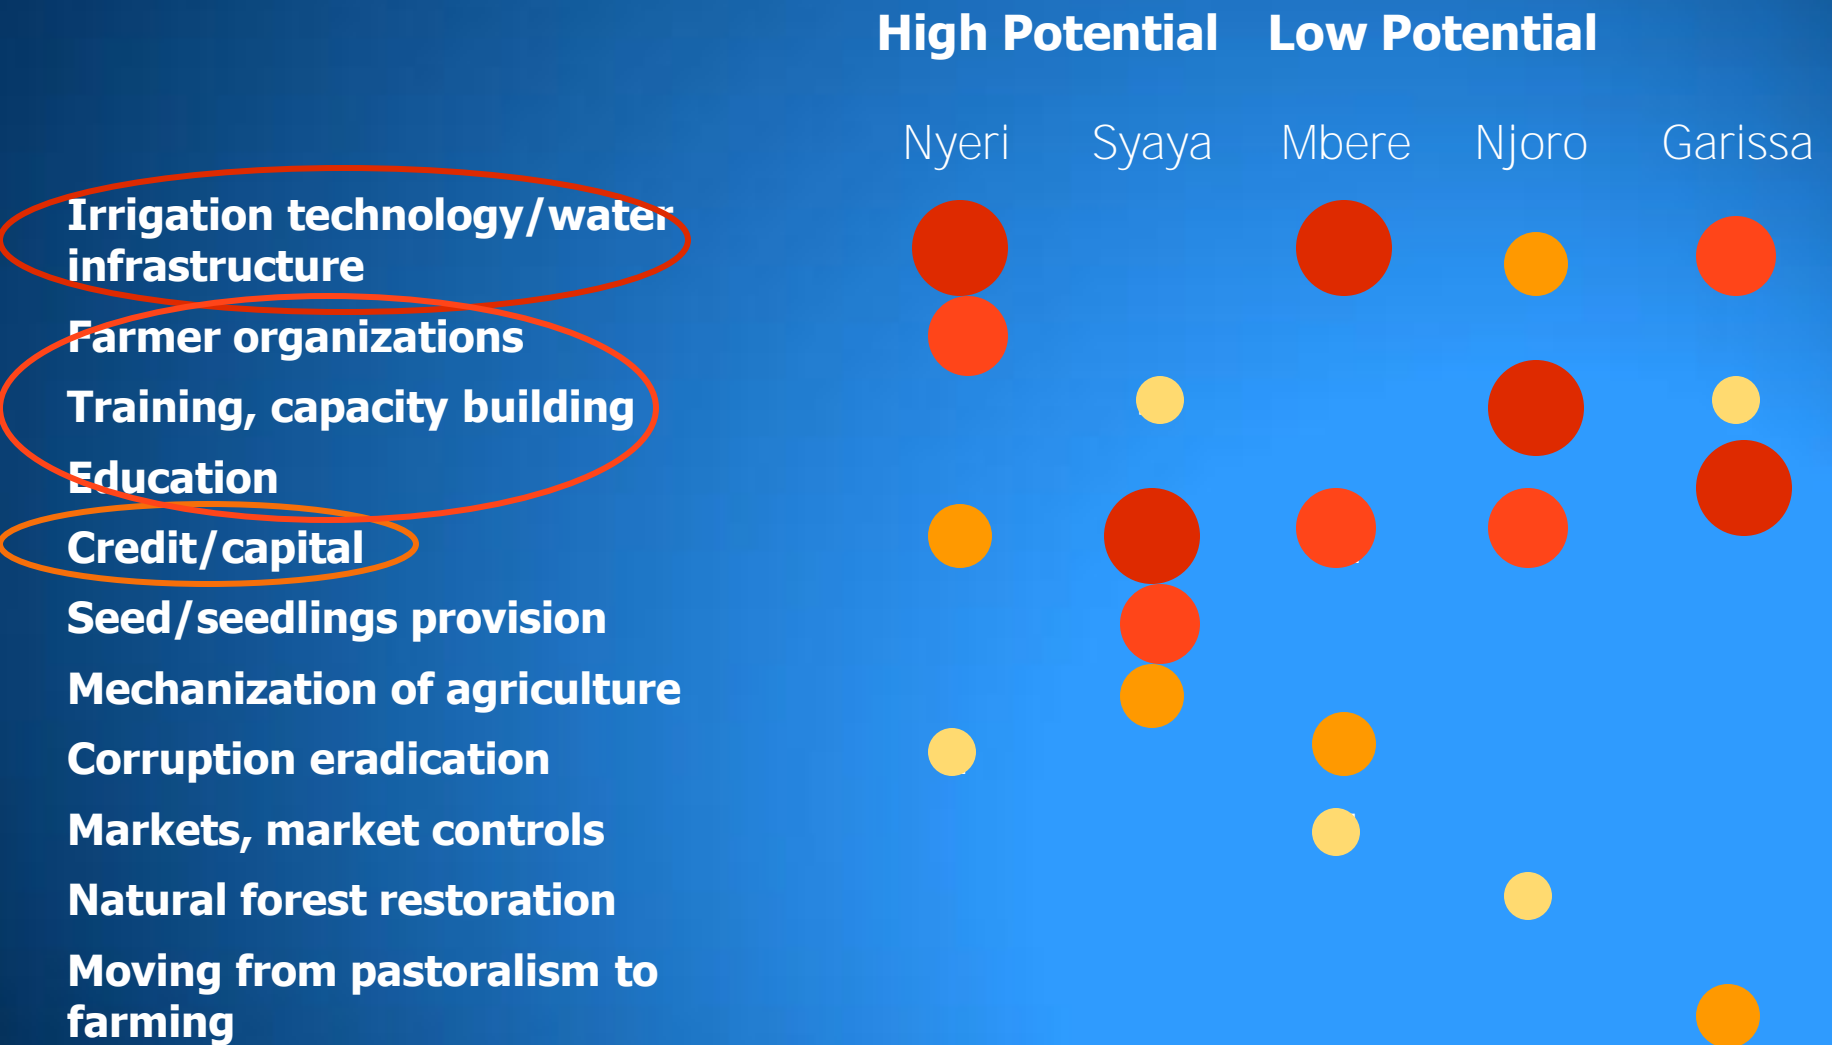 High Potential Low Potential
Nyeri Syaya Mbere Njoro Garissa
Irrigation technology/water
infrastructure
Farmer organizations
Training, capacity building
Education
Credit/capital
Seed/seedlings provision
Mechanization of agriculture
Corruption eradication
Markets, market controls
Natural forest restoration
Moving from pastoralism to
farming